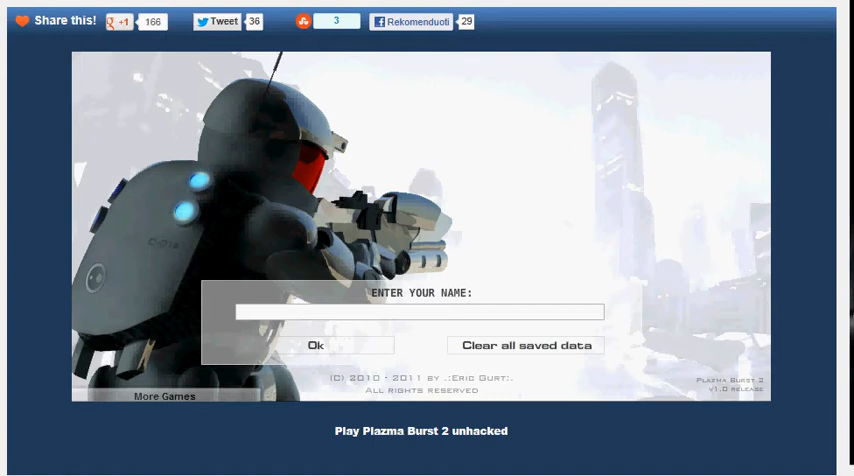 Share this! g +1 166 Tweet 36 3 Rekomenduoti 29
C-01a
ENTER YOUR NAME:
Ok Clear all saved data
(C) 2010 - 2011 by .:Eric Gurt:.
All rights reserved
Plazma Burst 2
v1.0 release
More Games
Play Plazma Burst 2 unhacked